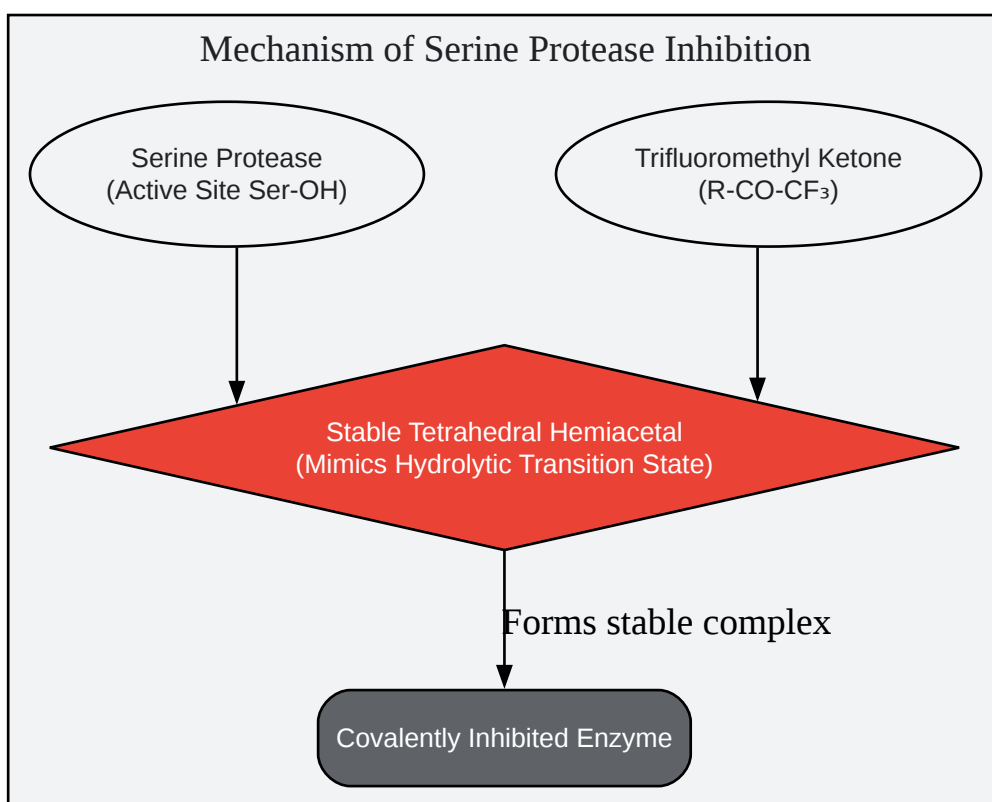 Mechanism of Serine Protease Inhibition
Serine Protease
(Active Site Ser-OH)
Trifluoromethyl Ketone
(R-CO-CF₃)
Stable Tetrahedral Hemiacetal
(Mimics Hydrolytic Transition State)
Forms stable complex
Covalently Inhibited Enzyme